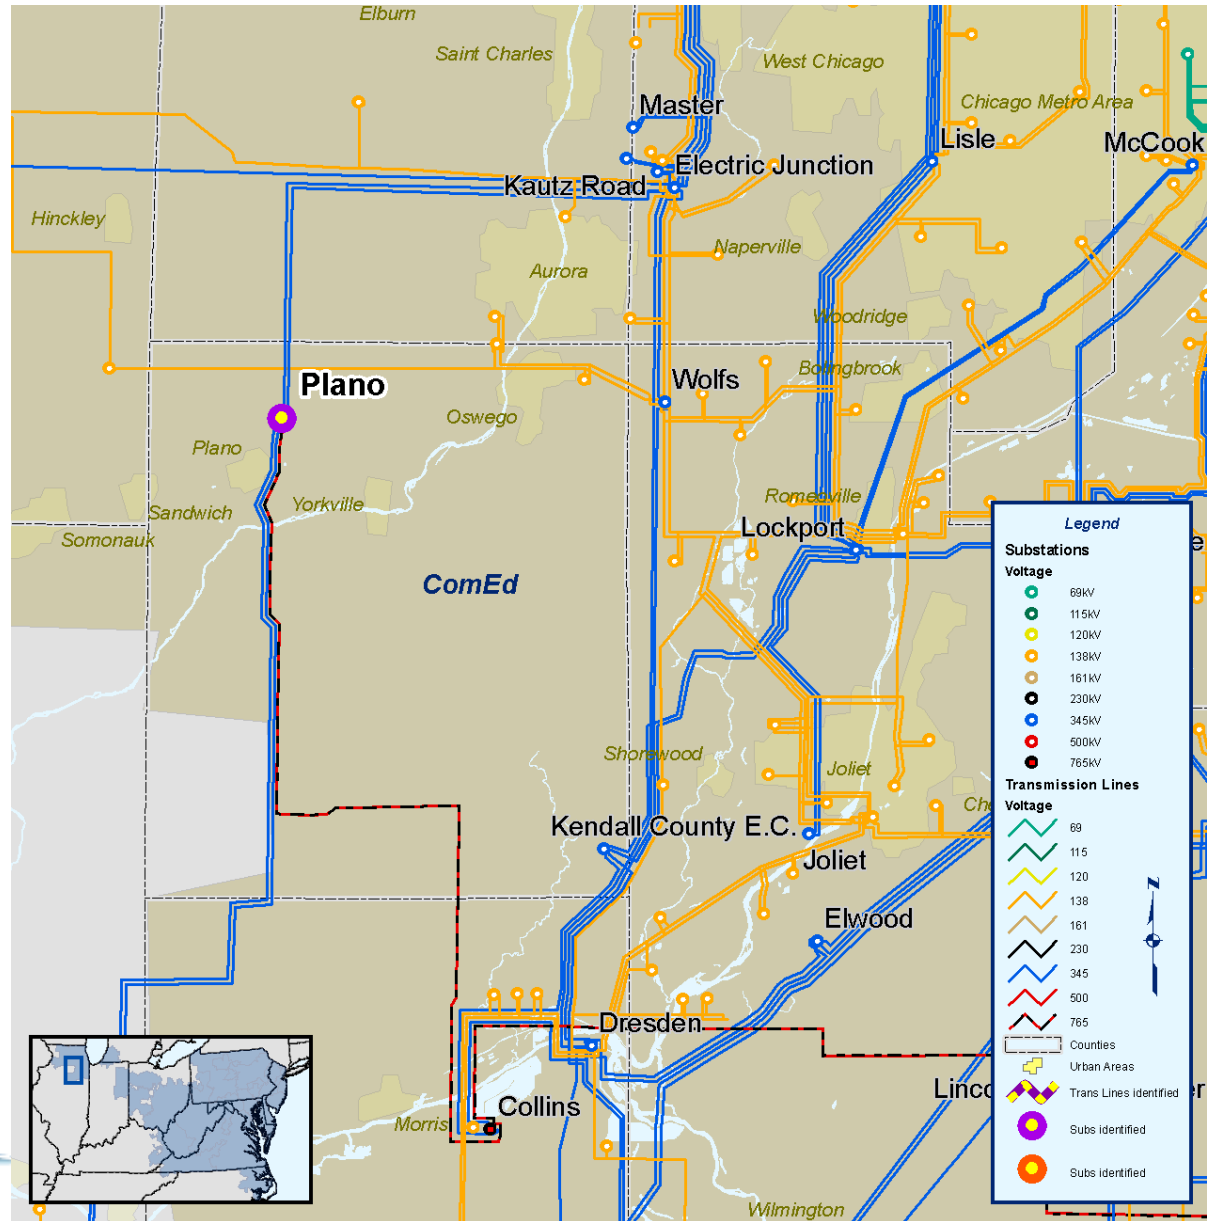 Elburn
Saint Charles
West Chicago
Master
Chicago Metro Area
Lisle
McCook
Electric Junction
Kautz Road
Hinckley
Naperville
Aurora
Woodridge
Bolingbrook
Plano
Wolfs
Oswego
Plano
Yorkville
Sandwich
Somonauk
Romeoville
Lockport
ComEd
Shorewood
Joliet
Kendall County E.C.
Joliet
Elwood
Dresden
Collins
Morris
Wilmington
Legend
Substations
Voltage
69kV
115kV
120kV
138kV
161kV
230kV
345kV
500kV
765kV
Transmission Lines
Voltage
69
115
120
138
161
230
345
500
765
Counties
Urban Areas
Trans Lines identified
Subs identified
Subs identified
N